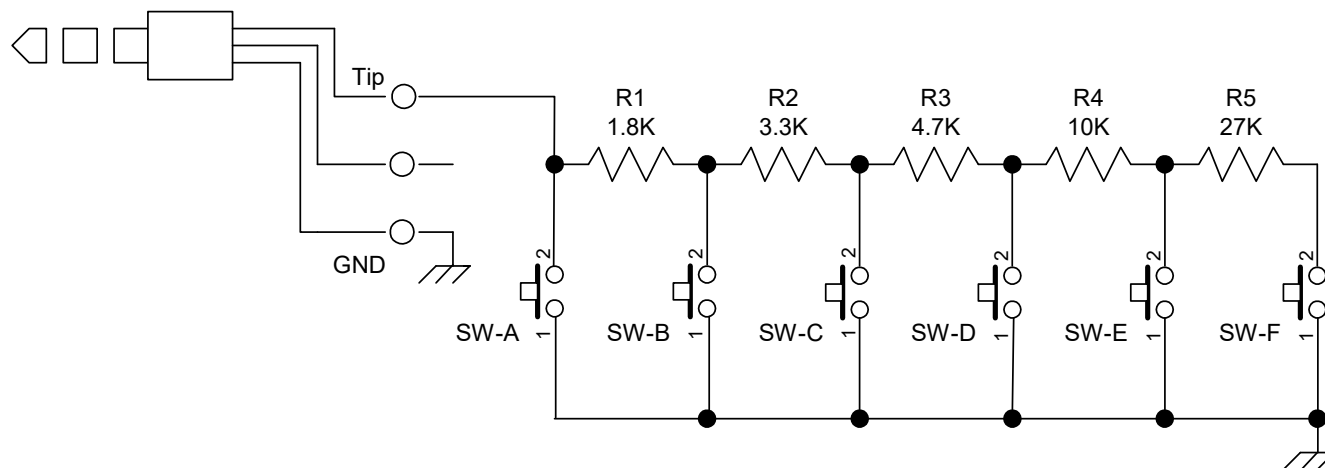 Tip
R1
1.8K
R2
3.3K
R3
4.7K
R4
10K
R5
27K
GND
2
2
2
2
2
2
SW-A
1
SW-B
1
SW-C
1
SW-D
1
SW-E
1
SW-F
1